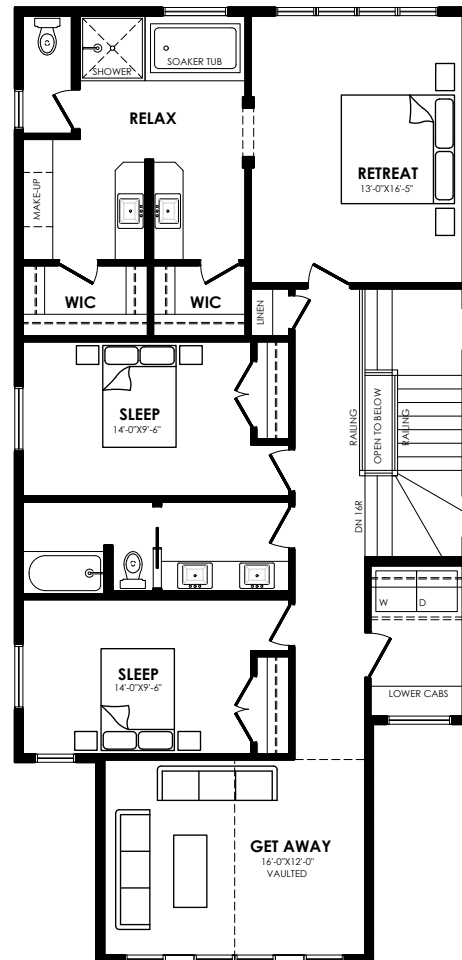 SHOWER
SOAKER TUB
RELAX
RETREAT
13'-0"X16'-5"
MAKE-UP
WIC
WIC
LINEN
SLEEP
14'-0"X9'-6"
RAILING
OPEN TO BELOW
RAILING
DN 16R
W
D
LOWER CABS
SLEEP
14'-0"X9'-6"
GET AWAY
16'-0"X12'-0"
VAULTED